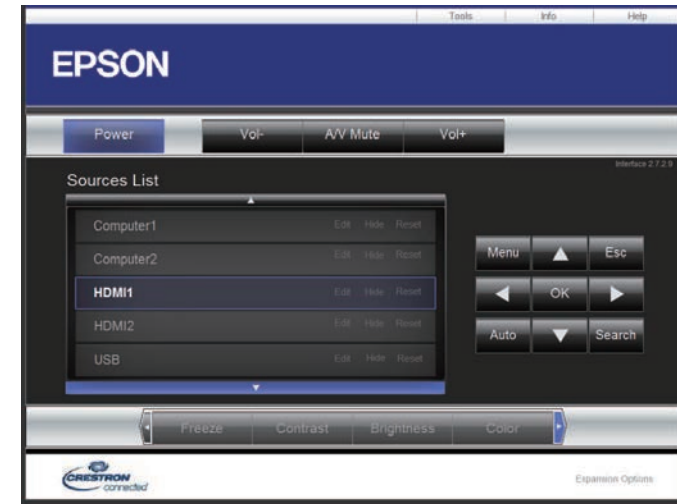 Tools Info Help
EPSON
Power Vol- A/V Mute Vol+
Interface 2.7.2.9
Sources List
Computer1 Edit Hide Reset
Computer2 Edit Hide Reset
HDMI1 Edit Hide Reset
HDMI2 Edit Hide Reset
USB Edit Hide Reset
Menu Esc
OK
Auto Search
Freeze Contrast Brightness Color
CRESTRON connected
Expansion Options